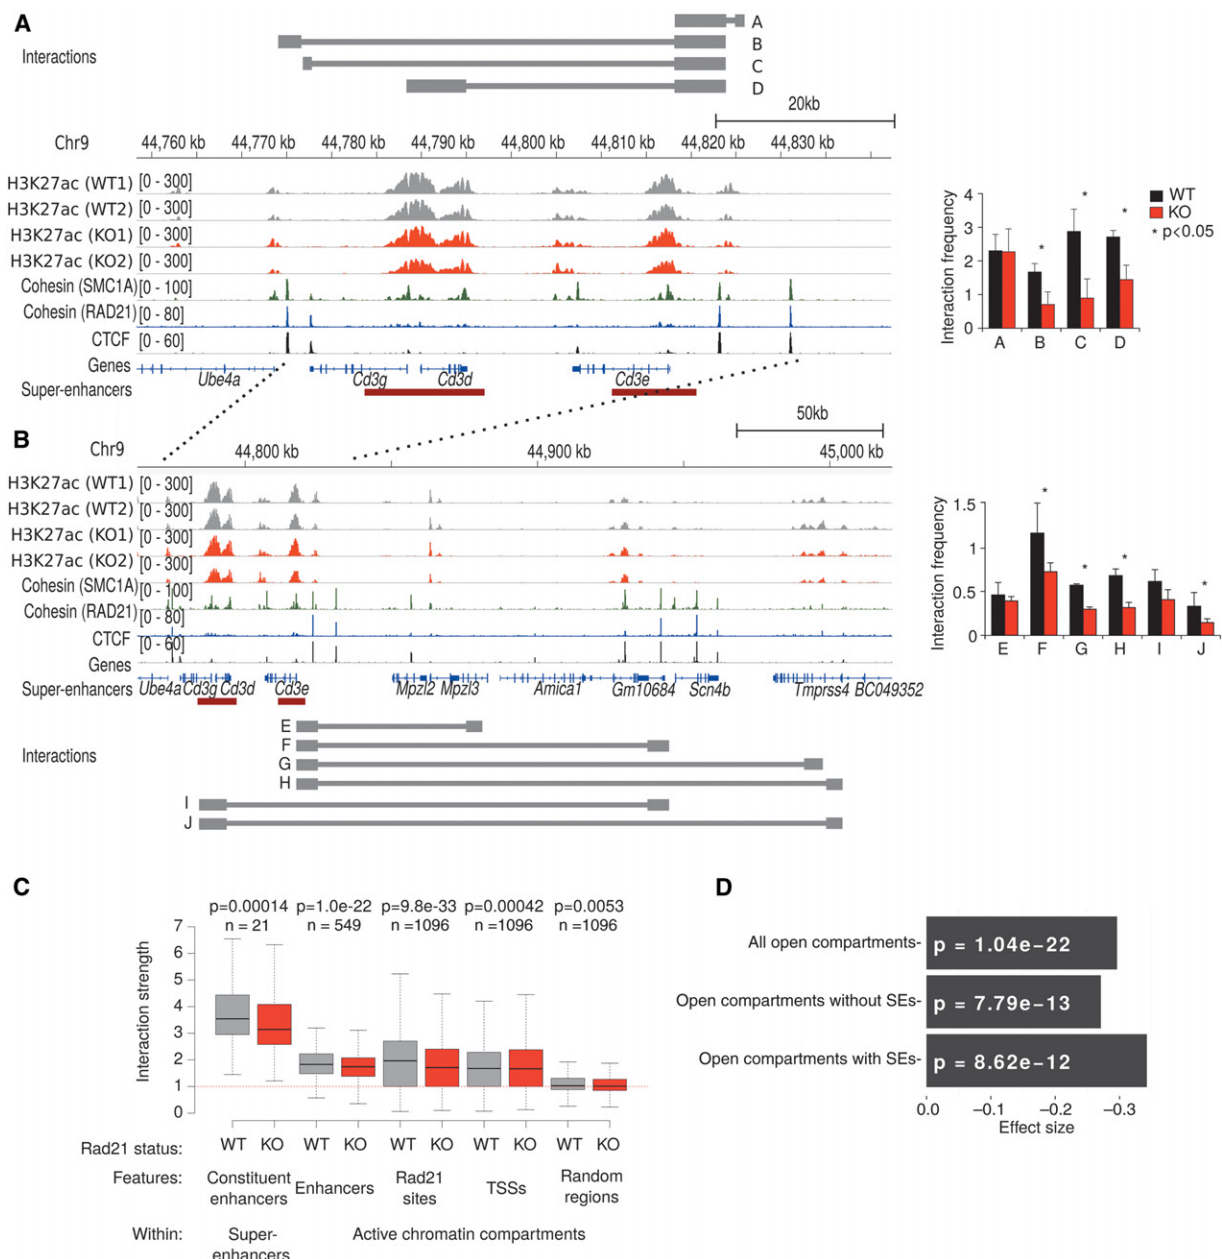 A
Interactions
A
B
C
D
20kb
Chr9
44,760 kb 44,770 kb 44,780 kb 44,790 kb 44,800 kb 44,810 kb 44,820 kb 44,830 kb
H3K27ac (WT1) [0 - 300]
H3K27ac (WT2) [0 - 300]
H3K27ac (KO1) [0 - 300]
H3K27ac (KO2) [0 - 300]
Cohesin (SMC1A) [0 - 100]
Cohesin (RAD21) [0 - 80]
CTCF [0 - 60]
Genes
Ube4a Cd3g Cd3d Cd3e
Super-enhancers
Interaction frequency
4
3
2
1
0
* * *
A B C D
WT
KO
* p<0.05
B
50kb
Chr9 44,800 kb 44,900 kb 45,000 kb
H3K27ac (WT1) [0 - 300]
H3K27ac (WT2) [0 - 300]
H3K27ac (KO1) [0 - 300]
H3K27ac (KO2) [0 - 300]
Cohesin (SMC1A) [0 - 100]
Cohesin (RAD21) [0 - 80]
CTCF [0 - 60]
Genes
Super-enhancers Ube4a Cd3g Cd3d Cd3e Mpzl2 Mpzl3 Amica1 Gm10684 Scn4b Tmprss4 BC049352
Interactions
E
F
G
H
I
J
Interaction frequency
1.5
1
0.5
0
* * * *
E F G H I J
C
p=0.00014 p=1.0e-22 p=9.8e-33 p=0.00042 p=0.0053
n = 21 n = 549 n =1096 n =1096 n =1096
Interaction strength
7
6
5
4
3
2
1
0
Rad21 status: WT KO WT KO WT KO WT KO WT KO
Features: Constituent enhancers Enhancers Rad21 sites TSSs Random regions
Within: Super-enhancers Active chromatin compartments
D
All open compartments- p = 1.04e−22
Open compartments without SEs- p = 7.79e−13
Open compartments with SEs- p = 8.62e−12
0.0 −0.1 −0.2 −0.3
Effect size